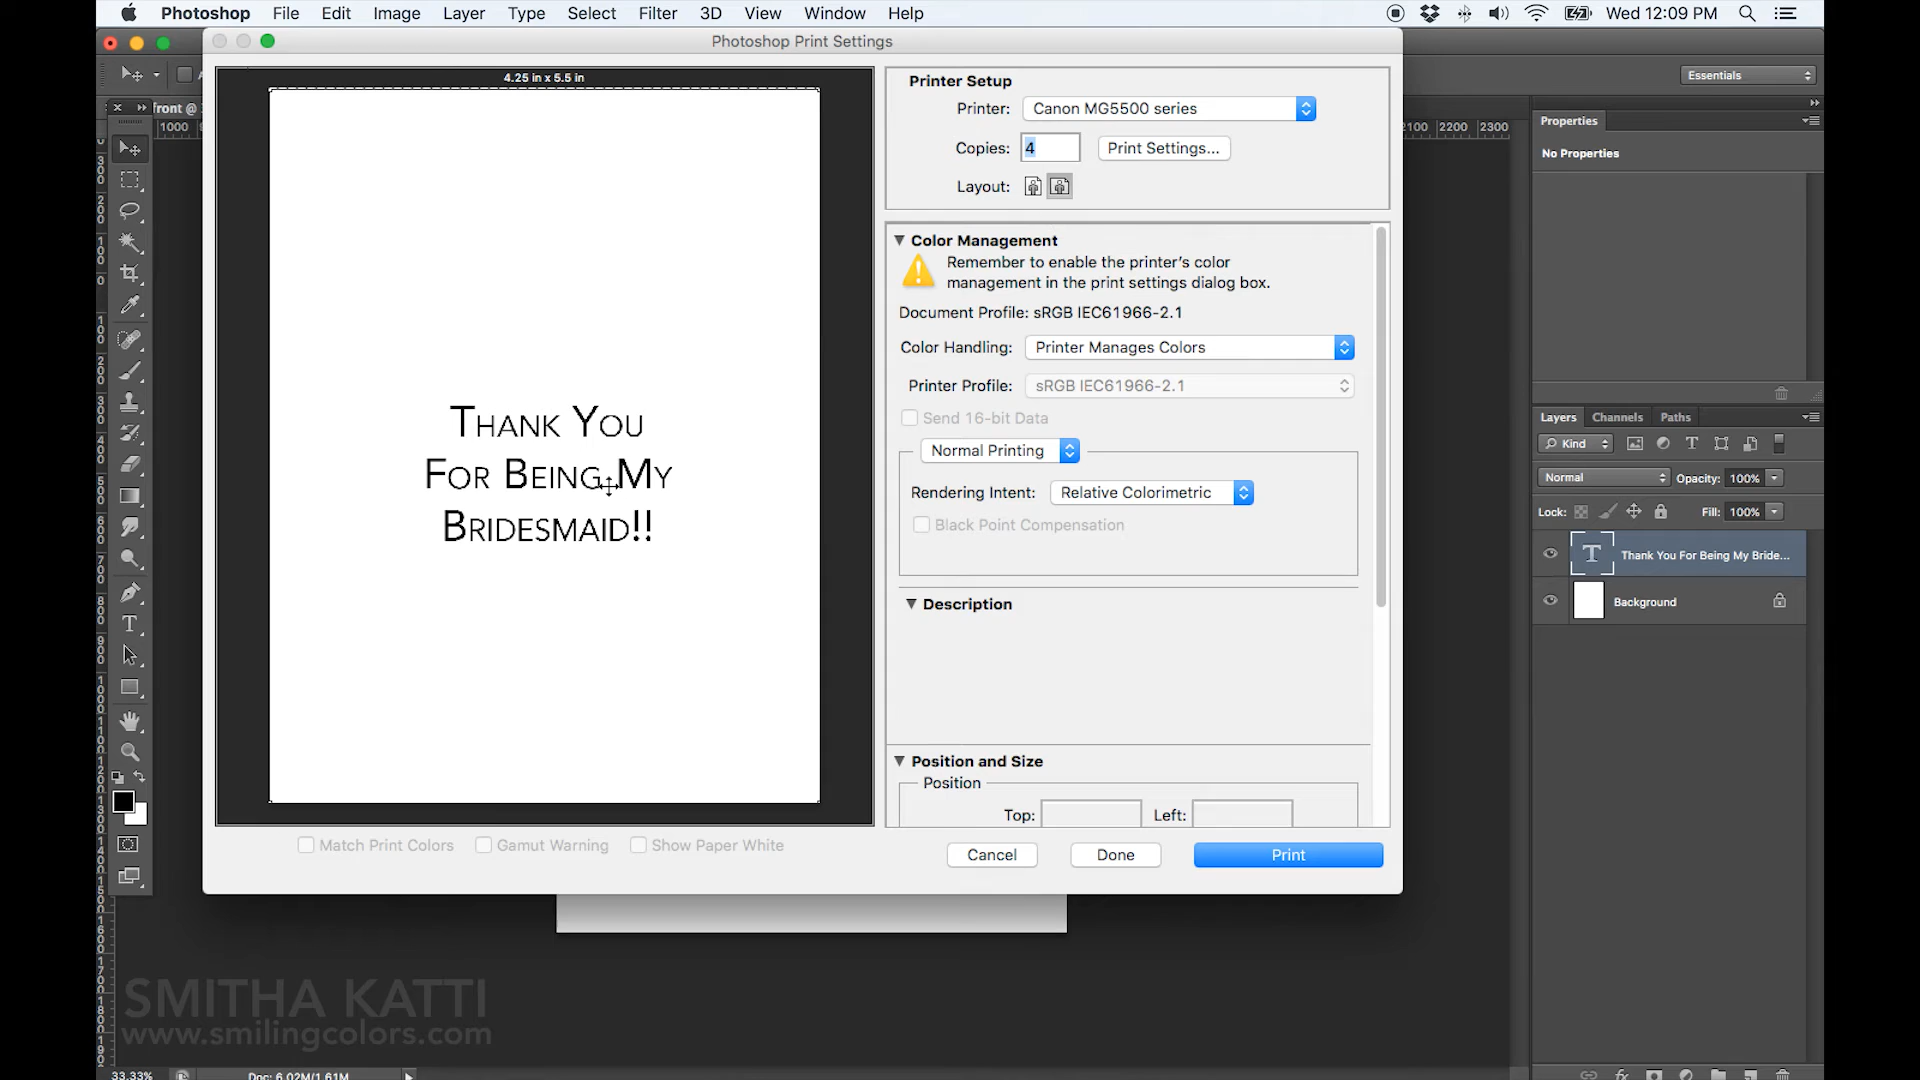 Photoshop File Edit Image Layer Type Select Filter 3D View Window Help Wed 12:09 PM
Photoshop Print Settings
Essentials
4.25 in x 5.5 in
front @
1000
2100 2200 2300
Thank You
For Being My
Bridesmaid!!
Match Print Colors Gamut Warning Show Paper White
Printer Setup
Printer: Canon MG5500 series
Copies: 4 Print Settings...
Layout:
Color Management
Remember to enable the printer's color
management in the print settings dialog box.
Document Profile: sRGB IEC61966-2.1
Color Handling: Printer Manages Colors
Printer Profile: sRGB IEC61966-2.1
Send 16-bit Data
Normal Printing
Rendering Intent: Relative Colorimetric
Black Point Compensation
Description
Position and Size
Position
Top: Left:
Cancel Done Print
Properties
No Properties
Layers Channels Paths
Kind
Normal Opacity: 100%
Lock: Fill: 100%
Thank You For Being My Bride...
Background
SMITHA KATTI
www.smilingcolors.com
33.33% Doc: 6.02M/1.61M